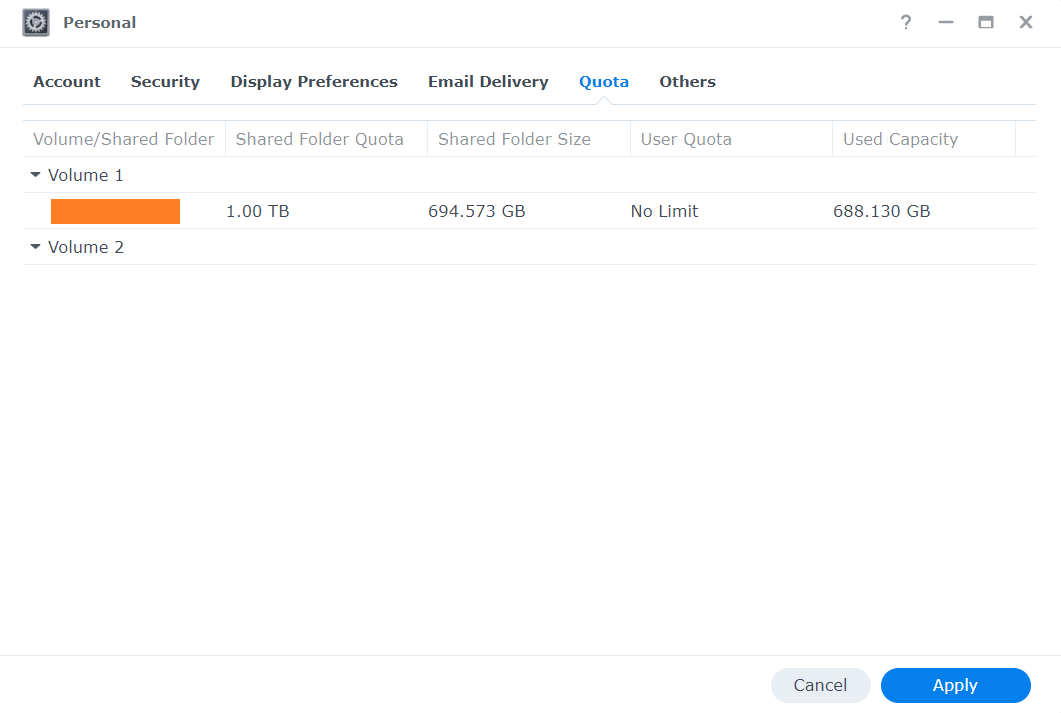 Personal
?
Account Security Display Preferences Email Delivery Quota Others
Volume/Shared Folder Shared Folder Quota Shared Folder Size User Quota Used Capacity
Volume 1
1.00 TB 694.573 GB No Limit 688.130 GB
Volume 2
Cancel Apply